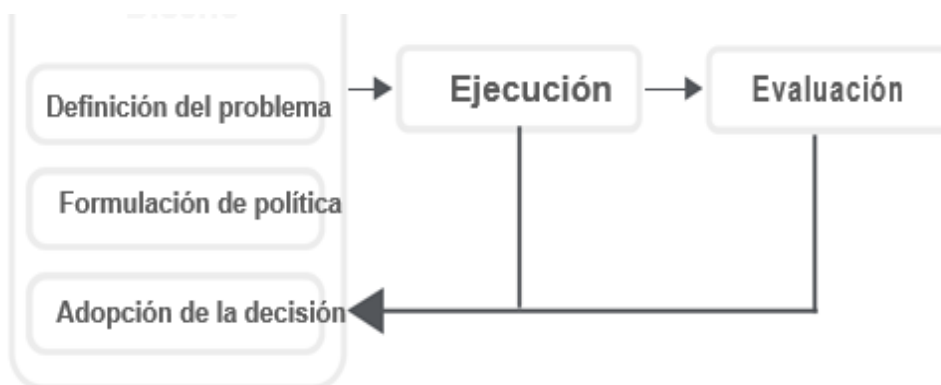 Definición del problema
Formulación de política
Adopción de la decisión
Ejecución
Evaluación